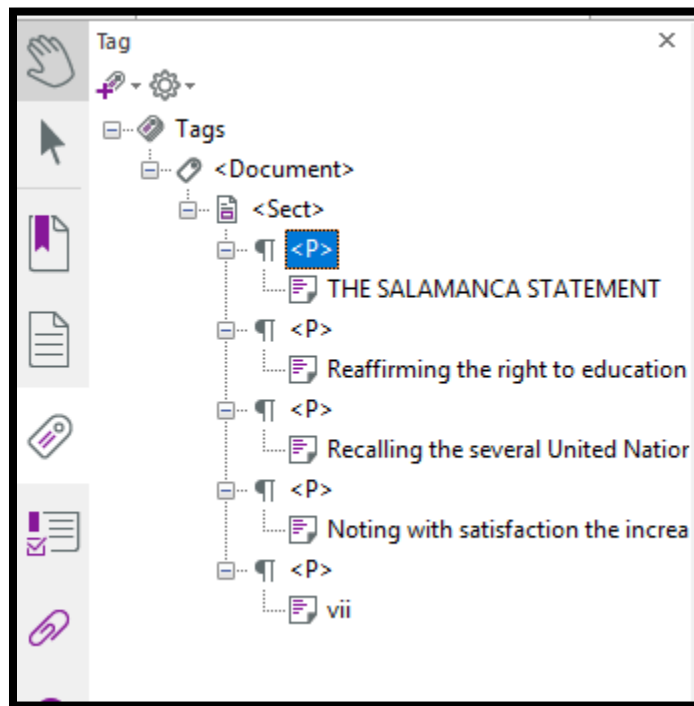 Tag
Tags
<Document>
<Sect>
<P>
THE SALAMANCA STATEMENT
<P>
Reaffirming the right to education
<P>
Recalling the several United Nation
<P>
Noting with satisfaction the increa
<P>
vii